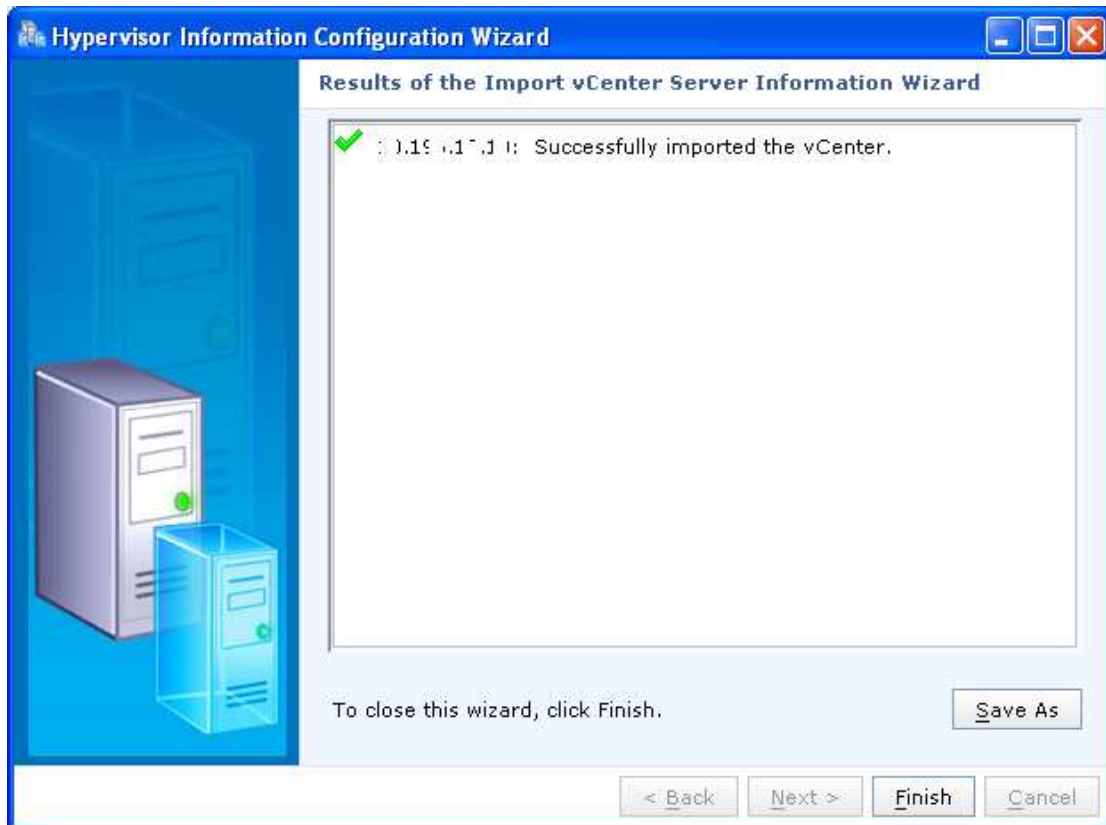 Hypervisor Information Configuration Wizard
Results of the Import vCenter Server Information Wizard
Successfully imported the vCenter.
To close this wizard, click Finish.
Save As
< Back
Next >
Finish
Cancel